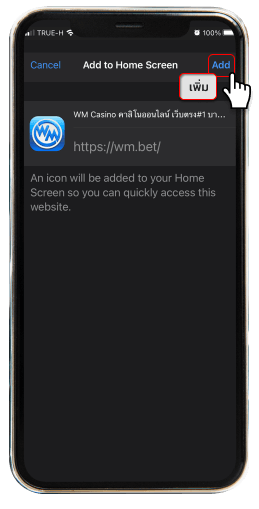 TRUE-H 100%
Cancel Add to Home Screen Add
เพิ่ม
WM Casino คาสิโนออนไลน์ เว็บตรง#1 บา...
WM
https://wm.bet/
An icon will be added to your Home
Screen so you can quickly access this
website.